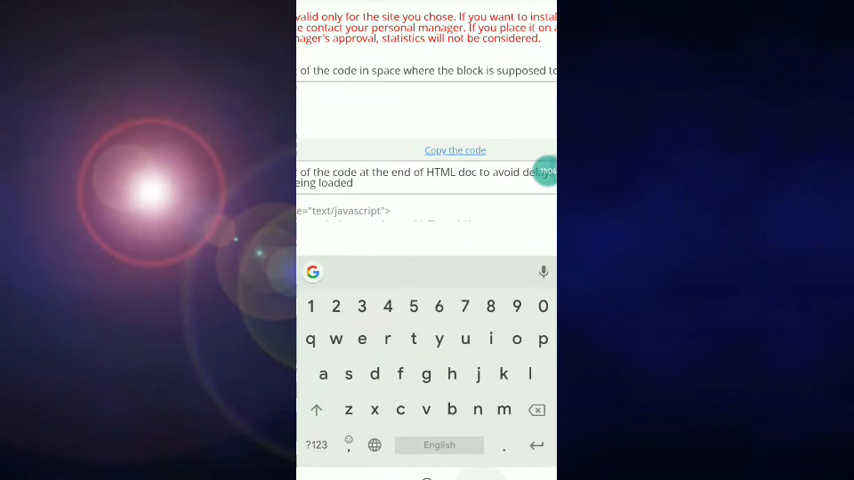 valid only for the site you chose. If you want to instal
e contact your personal manager. If you place it on a
nager's approval, statistics will not be considered.
of the code in space where the block is supposed to
Copy the code
of the code at the end of HTML doc to avoid delay
11:06
eing loaded
e="text/javascript">
1 2 3 4 5 6 7 8 9 0
q w e r t y u i o p
a s d f g h j k l
z x c v b n m
?123 , English .